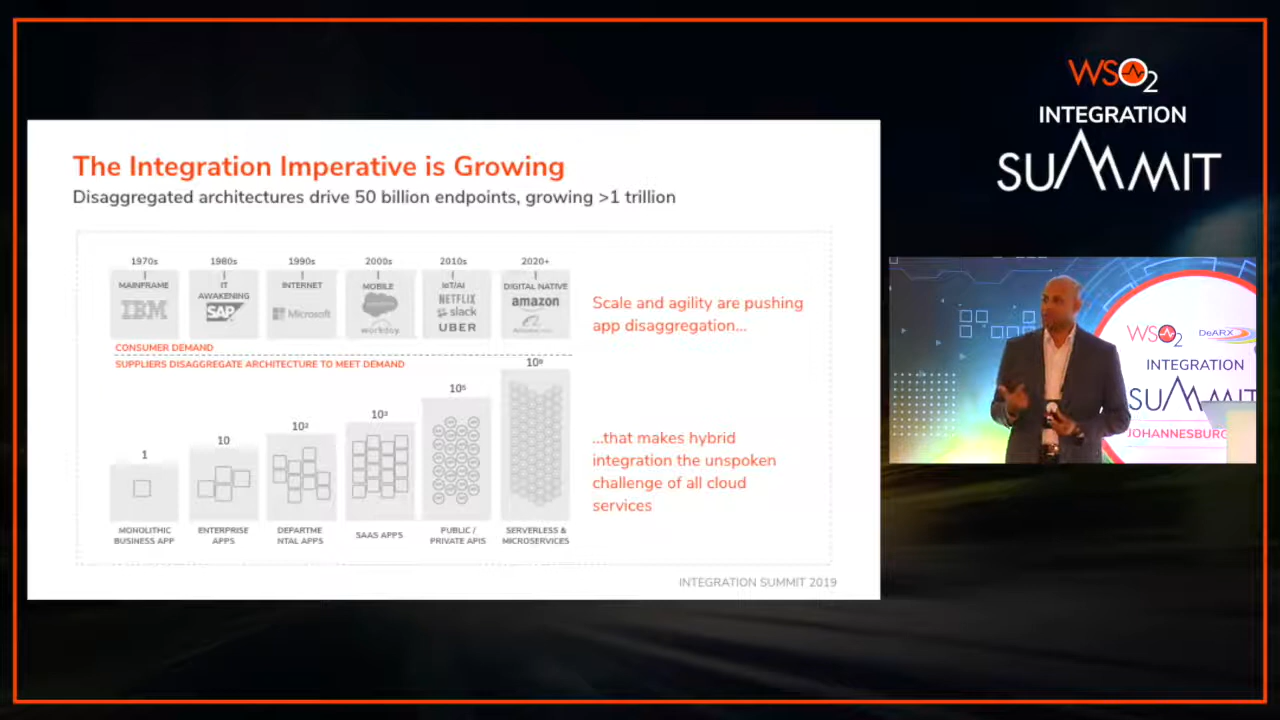 WSO2
INTEGRATION
SUMMIT
The Integration Imperative is Growing
Disaggregated architectures drive 50 billion endpoints, growing >1 trillion
1970s
1980s
1990s
2000s
2010s
2020+
MAINFRAME
IT
AWAKENING
INTERNET
MOBILE
IoT/AI
DIGITAL NATIVE
IBM
SAP
Microsoft
salesforce
workday
NETFLIX
slack
UBER
amazon
CONSUMER DEMAND
SUPPLIERS DISAGGREGATE ARCHITECTURE TO MEET DEMAND
Scale and agility are pushing
app disaggregation...
1
10
10²
10³
10⁵
10⁹
...that makes hybrid
integration the unspoken
challenge of all cloud
services
MONOLITHIC
BUSINESS APP
ENTERPRISE
APPS
DEPARTME
NTAL APPS
SAAS APPS
PUBLIC /
PRIVATE APIS
SERVERLESS &
MICROSERVICES
INTEGRATION SUMMIT 2019
WSO2
DeARX
INTEGRATION
SUMMIT
JOHANNESBURG